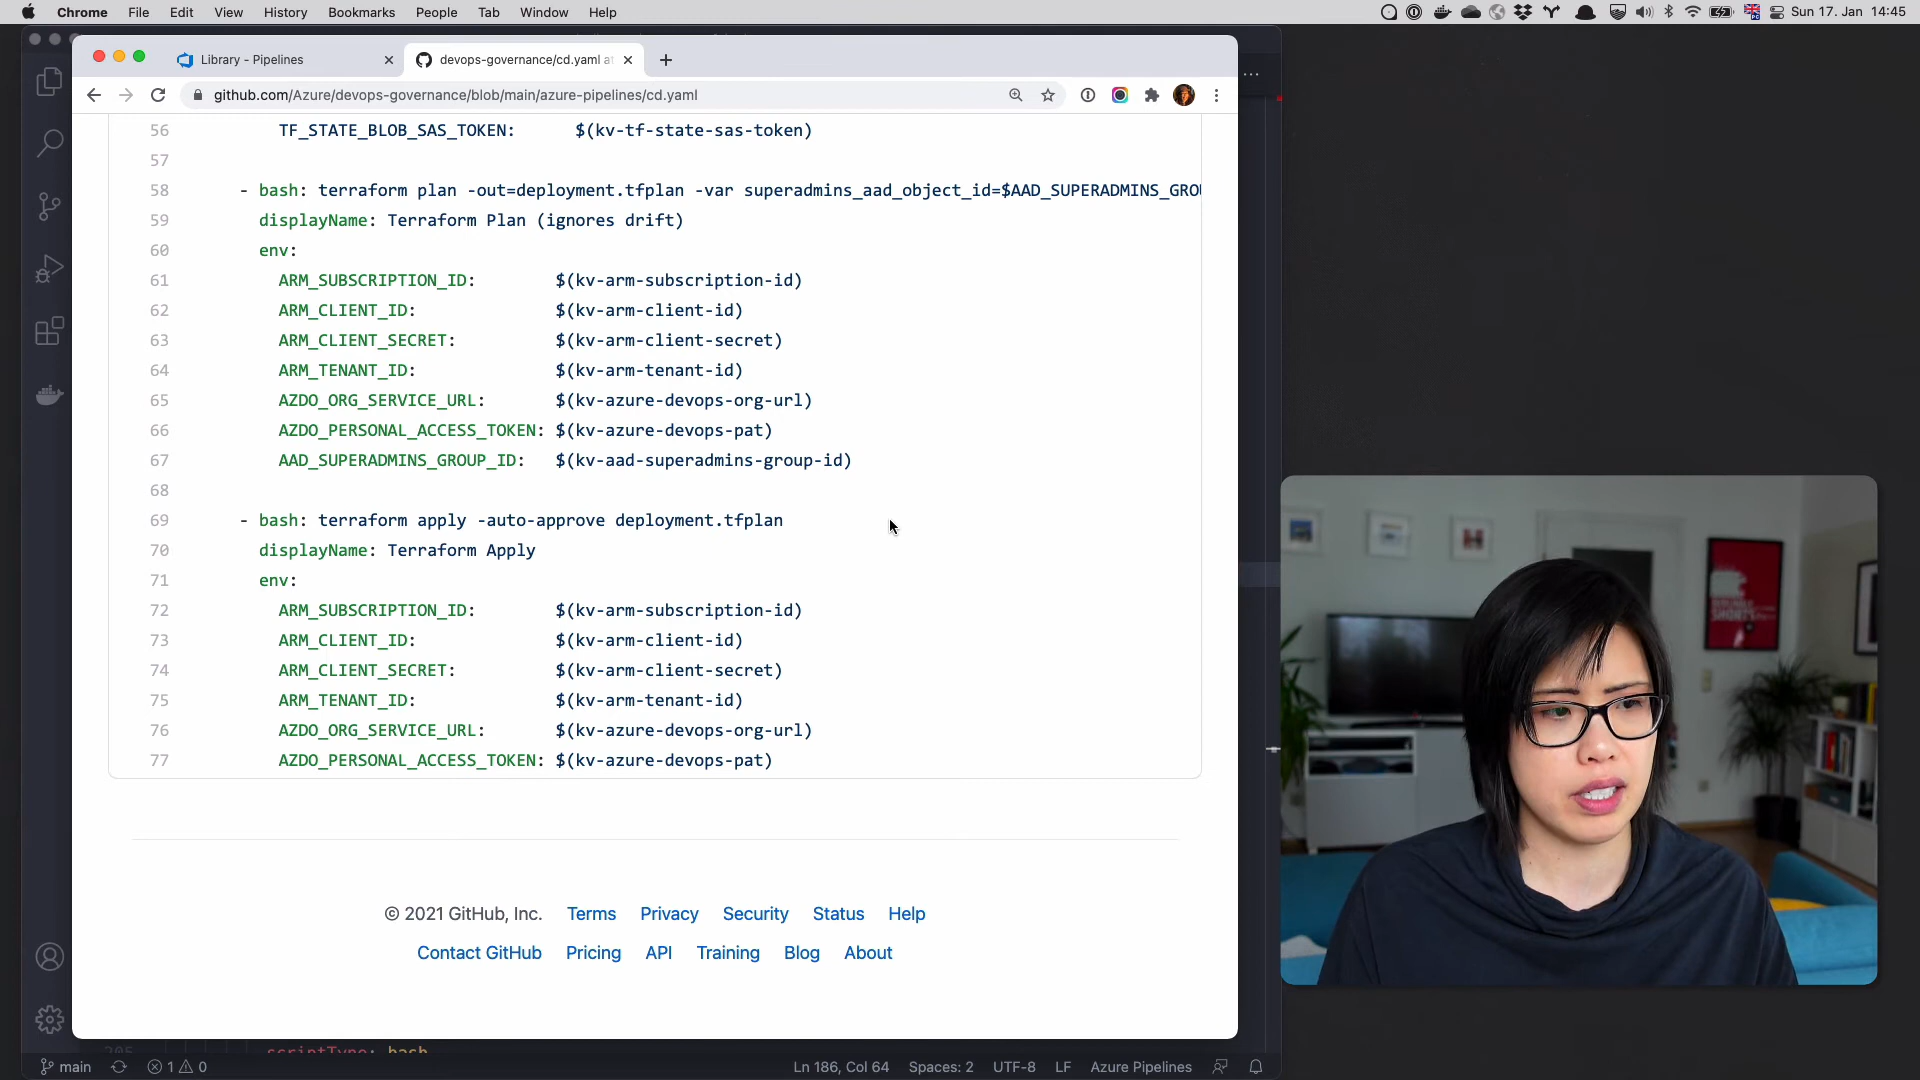 Chrome File Edit View History Bookmarks People Tab Window Help
Sun 17. Jan 14:45
Library - Pipelines
devops-governance/cd.yaml at
github.com/Azure/devops-governance/blob/main/azure-pipelines/cd.yaml
56 TF_STATE_BLOB_SAS_TOKEN: $(kv-tf-state-sas-token)
57
58 - bash: terraform plan -out=deployment.tfplan -var superadmins_aad_object_id=$AAD_SUPERADMINS_GROU
59 displayName: Terraform Plan (ignores drift)
60 env:
61 ARM_SUBSCRIPTION_ID: $(kv-arm-subscription-id)
62 ARM_CLIENT_ID: $(kv-arm-client-id)
63 ARM_CLIENT_SECRET: $(kv-arm-client-secret)
64 ARM_TENANT_ID: $(kv-arm-tenant-id)
65 AZDO_ORG_SERVICE_URL: $(kv-azure-devops-org-url)
66 AZDO_PERSONAL_ACCESS_TOKEN: $(kv-azure-devops-pat)
67 AAD_SUPERADMINS_GROUP_ID: $(kv-aad-superadmins-group-id)
68
69 - bash: terraform apply -auto-approve deployment.tfplan
70 displayName: Terraform Apply
71 env:
72 ARM_SUBSCRIPTION_ID: $(kv-arm-subscription-id)
73 ARM_CLIENT_ID: $(kv-arm-client-id)
74 ARM_CLIENT_SECRET: $(kv-arm-client-secret)
75 ARM_TENANT_ID: $(kv-arm-tenant-id)
76 AZDO_ORG_SERVICE_URL: $(kv-azure-devops-org-url)
77 AZDO_PERSONAL_ACCESS_TOKEN: $(kv-azure-devops-pat)
© 2021 GitHub, Inc. Terms Privacy Security Status Help
Contact GitHub Pricing API Training Blog About
205 scriptType: bash
main 1 0 Ln 186, Col 64 Spaces: 2 UTF-8 LF Azure Pipelines